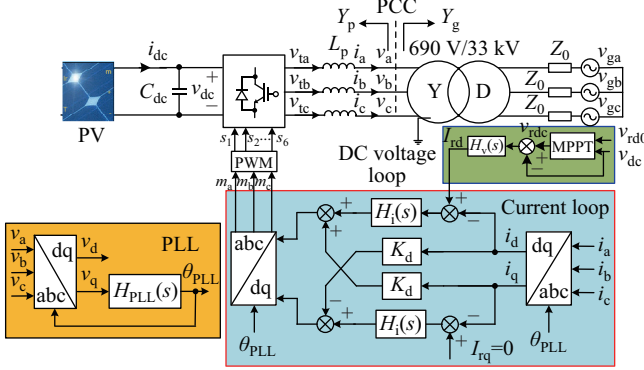 Y_p PCC Y_g
i_dc v_ta L_p i_a v_a 690 V/33 kV Z_0 v_ga
C_dc v_dc + − v_tb i_b v_b Y D Z_0 v_gb
PV v_tc i_c v_c Z_0 v_gc
s_1 s_2 ··· s_6
PWM
m_a m_b m_c
DC voltage
loop
I_rd H_v(s) v_rdc + − MPPT v_rd0
v_dc
PLL
v_a v_b v_c dq abc v_d v_q H_PLL(s) θ_PLL
Current loop
abc dq + + H_i(s) + − i_d dq abc i_a
K_d i_b
K_d i_q i_c
− + H_i(s) + −
θ_PLL I_rq=0 θ_PLL